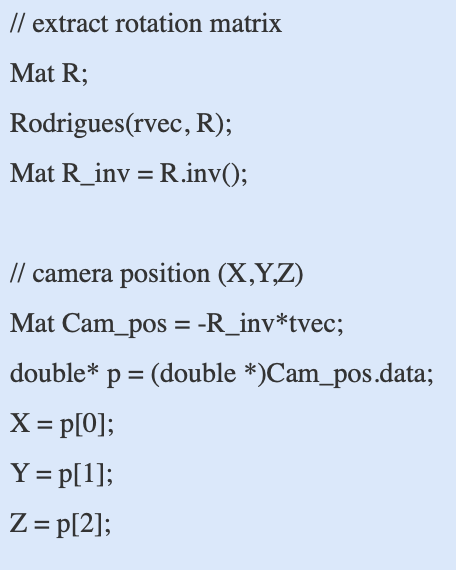 // extract rotation matrix
Mat R;
Rodrigues(rvec, R);
Mat R_inv = R.inv();
// camera position (X,Y,Z)
Mat Cam_pos = -R_inv*tvec;
double* p = (double *)Cam_pos.data;
X = p[0];
Y = p[1];
Z = p[2];